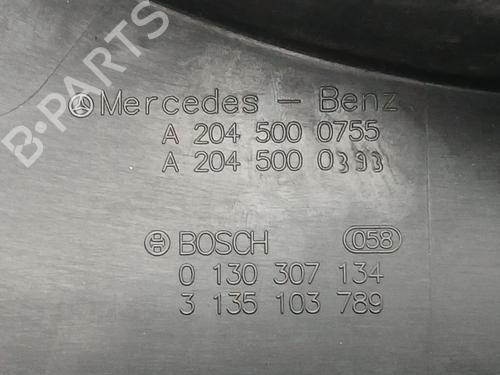 B-PARTS
Mercedes - Benz
A 204 500 0755
A 204 500 0393
BOSCH 058
0 130 307 134
3 135 103 789